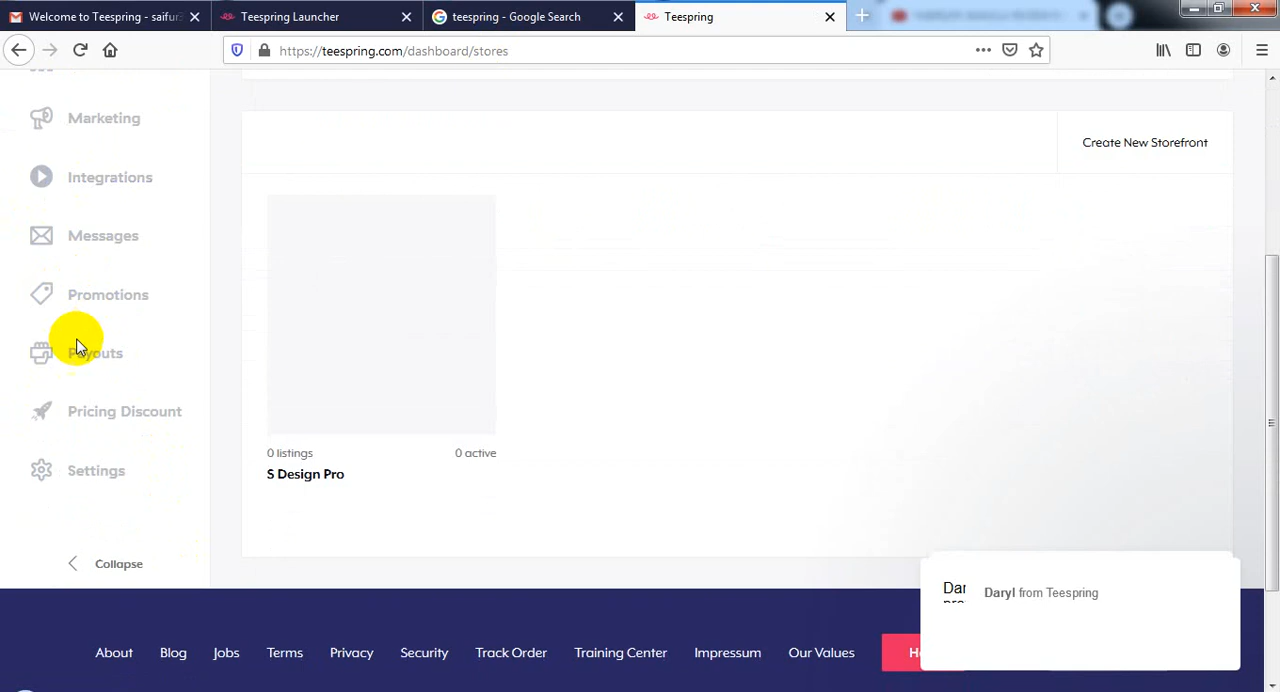 Welcome to Teespring - saifur
Teespring Launcher
teespring - Google Search
Teespring
https://teespring.com/dashboard/stores
Marketing
Create New Storefront
Integrations
Messages
Promotions
Payouts
Pricing Discount
0 listings
0 active
S Design Pro
Settings
Collapse
Daryl from Teespring
About
Blog
Jobs
Terms
Privacy
Security
Track Order
Training Center
Impressum
Our Values